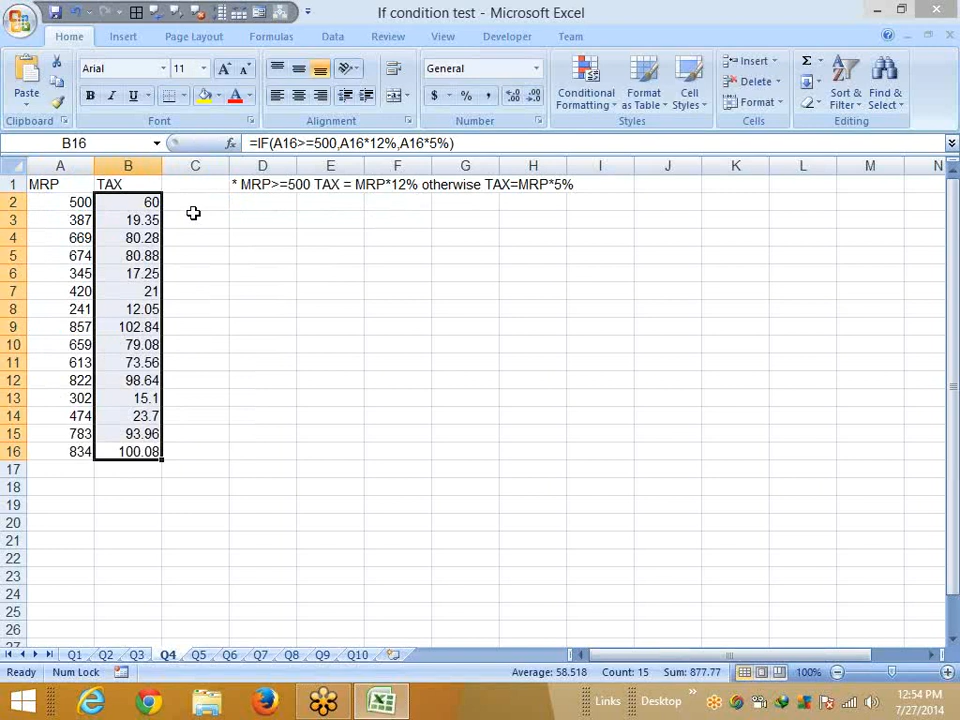 If condition test - Microsoft Excel
Home Insert Page Layout Formulas Data Review View Developer Team
Paste
Clipboard
Arial 11
B I U
Font
Alignment
General
$ % ,
Number
Conditional Formatting
Format as Table
Cell Styles
Styles
Insert
Delete
Format
Cells
Sort & Filter
Find & Select
Editing
B16 fx =IF(A16>=500,A16*12%,A16*5%)
A B C D E F G H I J K L M N
1 MRP TAX * MRP>=500 TAX = MRP*12% otherwise TAX=MRP*5%
2 500 60
3 387 19.35
4 669 80.28
5 674 80.88
6 345 17.25
7 420 21
8 241 12.05
9 857 102.84
10 659 79.08
11 613 73.56
12 822 98.64
13 302 15.1
14 474 23.7
15 783 93.96
16 834 100.08
17
18
19
20
21
22
23
24
25
26
27
Q1 Q2 Q3 Q4 Q5 Q6 Q7 Q8 Q9 Q10
Ready Num Lock Average: 58.518 Count: 15 Sum: 877.77 100%
Links Desktop 12:54 PM
7/27/2014